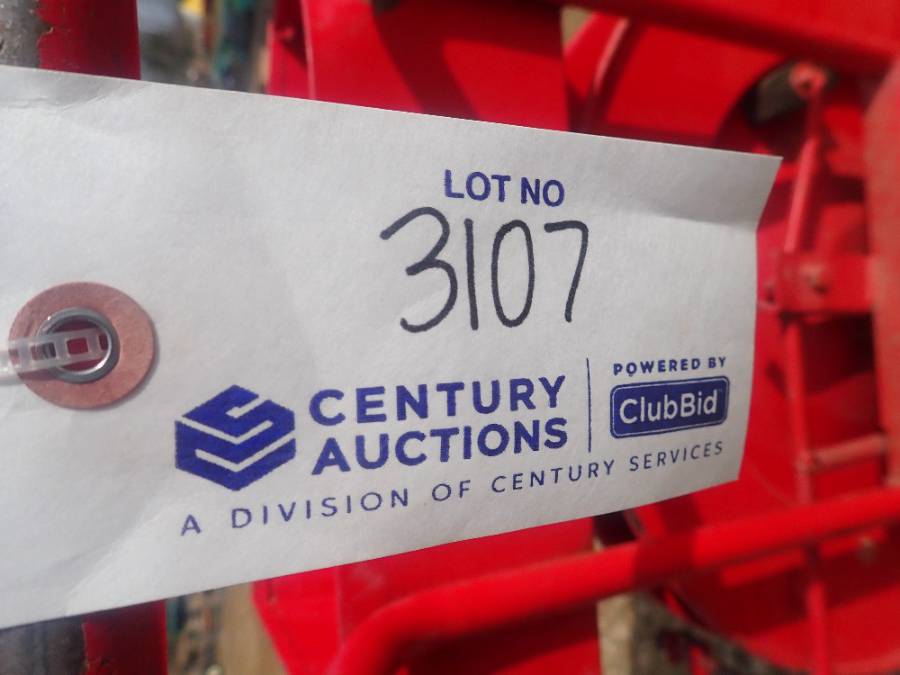 LOT NO
3107
CENTURY
AUCTIONS
POWERED BY
ClubBid
A DIVISION OF CENTURY SERVICES